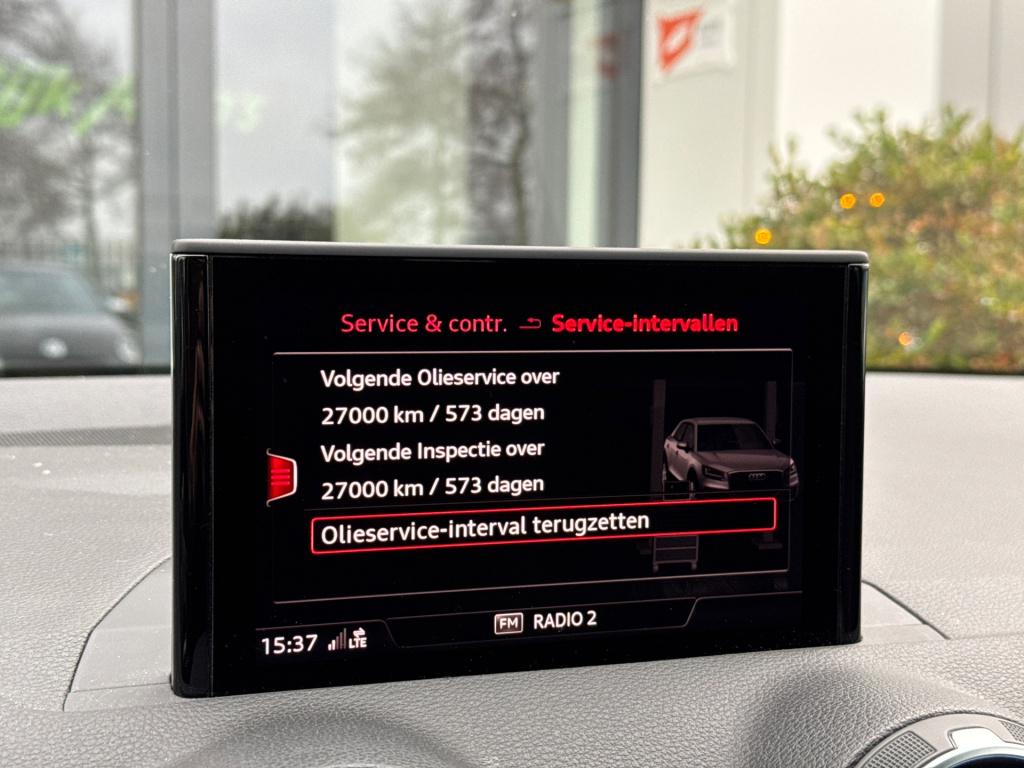 Service & contr. Service-intervallen
Volgende Olieservice over
27000 km / 573 dagen
Volgende Inspectie over
27000 km / 573 dagen
Olieservice-interval terugzetten
FM RADIO 2
15:37 LTE